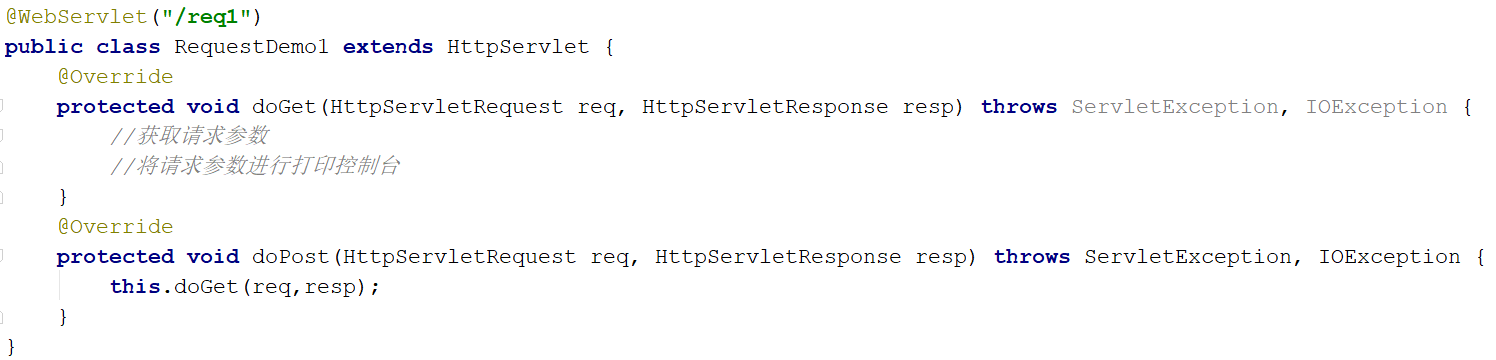 @WebServlet("/req1")
public class RequestDemo1 extends HttpServlet {
    @Override
    protected void doGet(HttpServletRequest req, HttpServletResponse resp) throws ServletException, IOException {
        //获取请求参数
        //将请求参数进行打印控制台
    }
    @Override
    protected void doPost(HttpServletRequest req, HttpServletResponse resp) throws ServletException, IOException {
        this.doGet(req,resp);
    }
}